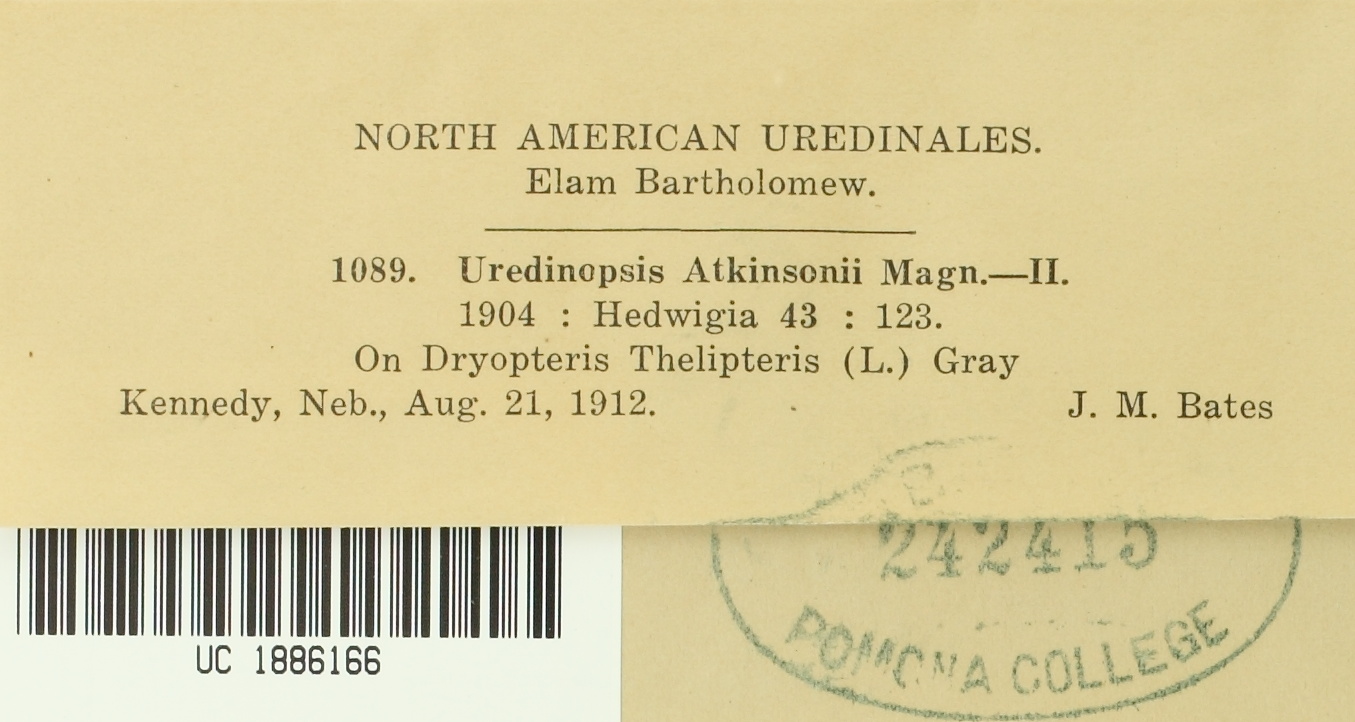 NORTH AMERICAN UREDINALES.
Elam Bartholomew.
1089. Uredinopsis Atkinsonii Magn.—II.
1904 : Hedwigia 43 : 123.
On Dryopteris Thelipteris (L.) Gray
Kennedy, Neb., Aug. 21, 1912. J. M. Bates
242415
POMONA COLLEGE
UC 1886166